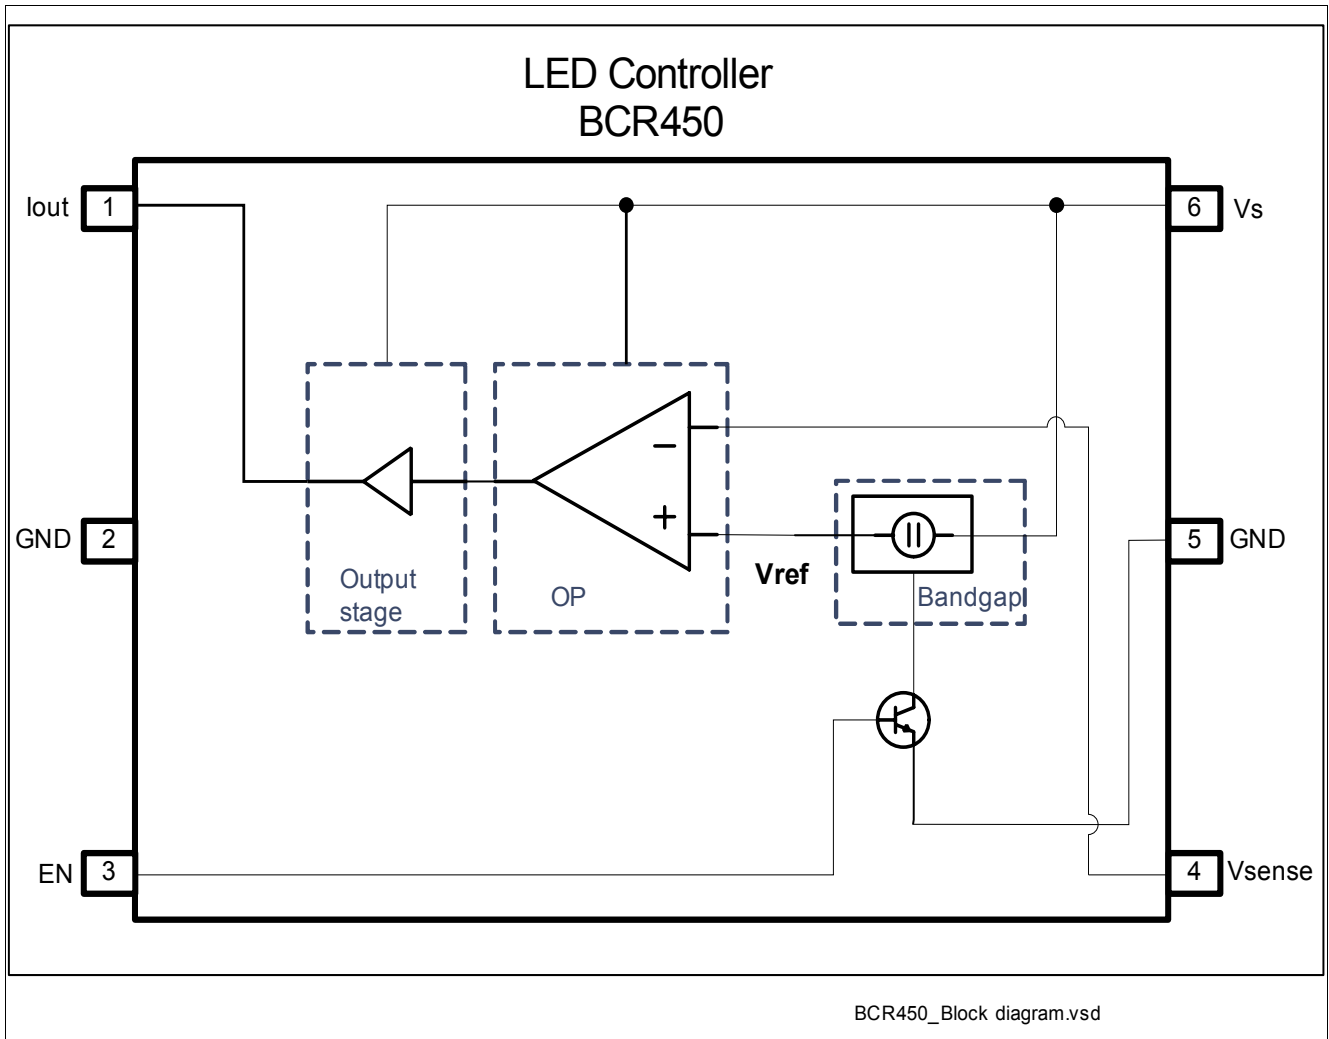 LED Controller
BCR450
Iout 1
6 Vs
GND 2
5 GND
EN 3
4 Vsense
−
+
Output
stage
OP
Vref
Bandgap
BCR450_Block diagram.vsd